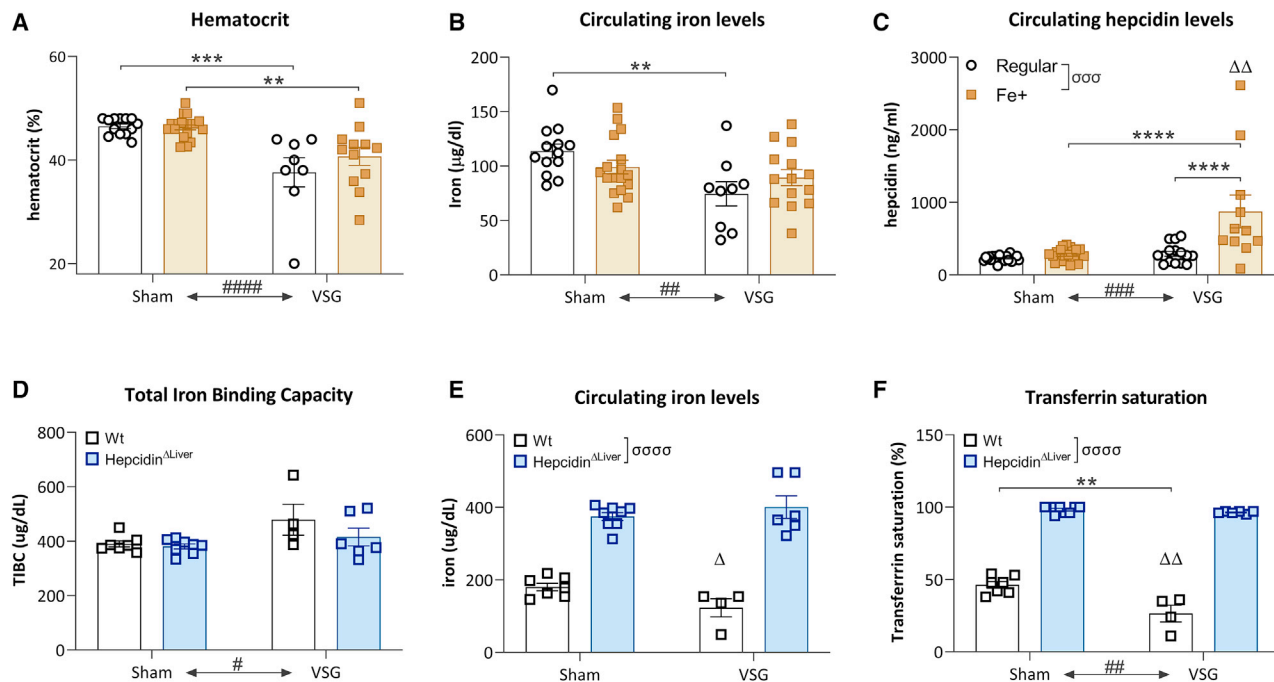 A
Hematocrit
hematocrit (%)
60
40
20
***
**
Sham
####
VSG
B
Circulating iron levels
Iron (µg/dl)
200
150
100
50
0
**
Sham
##
VSG
C
Circulating hepcidin levels
hepcidin (ng/ml)
3000
2000
1000
0
Regular
Fe+
σσσ
ΔΔ
****
****
Sham
###
VSG
D
Total Iron Binding Capacity
TIBC (ug/dL)
800
600
400
200
0
Wt
Hepcidin^ΔLiver
Sham
#
VSG
E
Circulating iron levels
iron (ug/dL)
600
400
200
0
Wt
Hepcidin^ΔLiver
σσσσ
Δ
Sham
VSG
F
Transferrin saturation
Transferrrin saturation (%)
150
100
50
0
Wt
Hepcidin^ΔLiver
σσσσ
**
ΔΔ
Sham
##
VSG